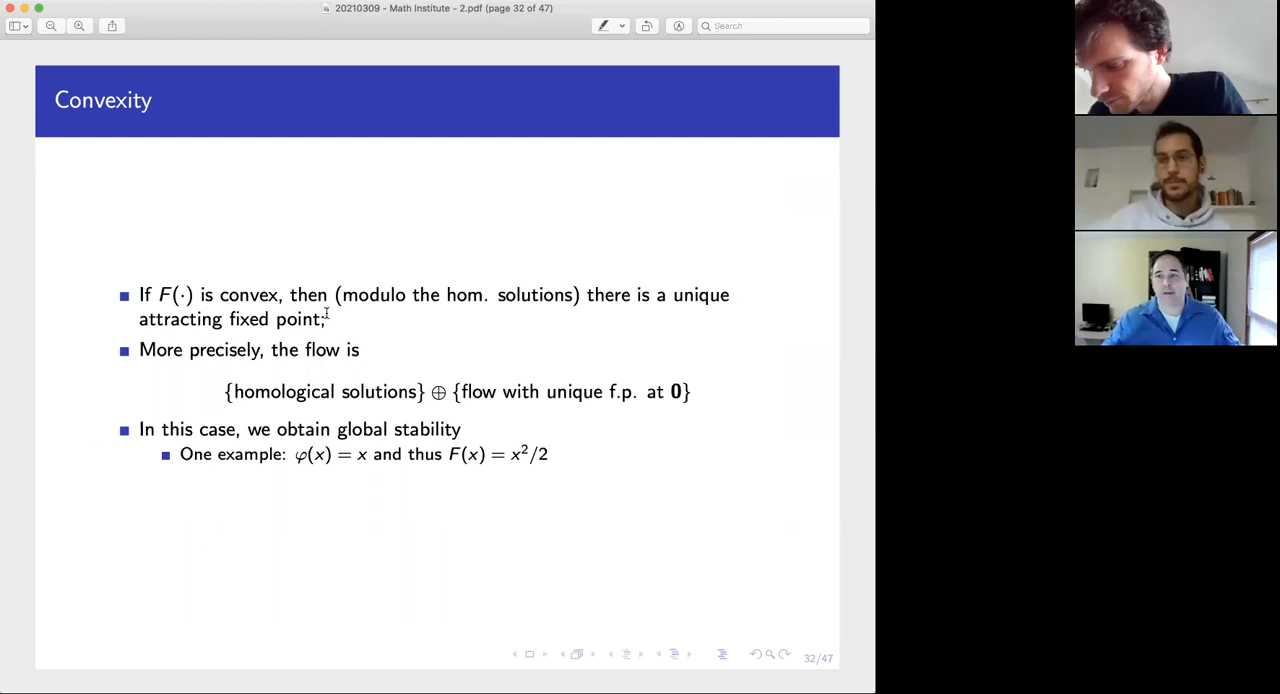 20210309 - Math Institute - 2.pdf (page 32 of 47)
Search
Convexity
If F(·) is convex, then (modulo the hom. solutions) there is a unique
attracting fixed point;
More precisely, the flow is
{homological solutions} ⊕ {flow with unique f.p. at 0}
In this case, we obtain global stability
One example: φ(x) = x and thus F(x) = x²/2
32/47